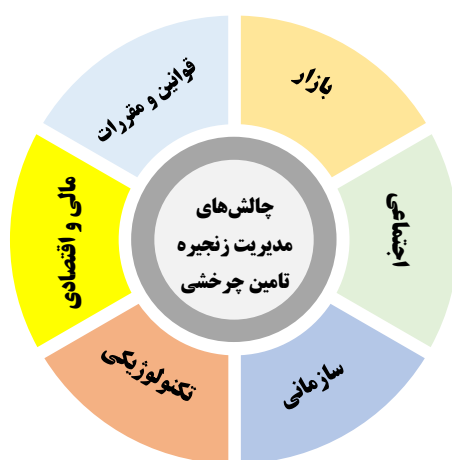 چالش‌های
مدیریت زنجیره
تامین چرخشی
بازار
اجتماعی
سازمانی
تکنولوژیکی
مالی و اقتصادی
قوانین و مقررات